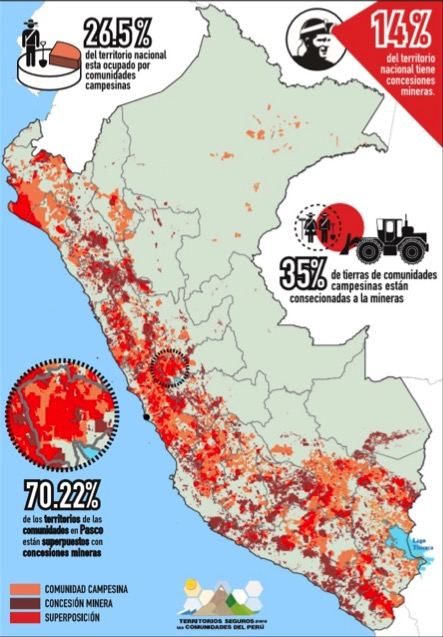 26.5%
del territorio nacional
esta ocupado por
comunidades
campesinas
14%
del territorio
nacional tiene
concesiones
mineras.
35%
de tierras de comunidades
campesinas están
consecionadas a la mineras
70.22%
de los territorios de las
comunidades en Pasco
están superpuestos con
concesiones mineras
Lago
Titicaca
COMUNIDAD CAMPESINA
CONCESIÓN MINERA
SUPERPOSICIÓN
TERRITORIOS SEGUROS PARA
LAS COMUNIDADES DEL PERÚ